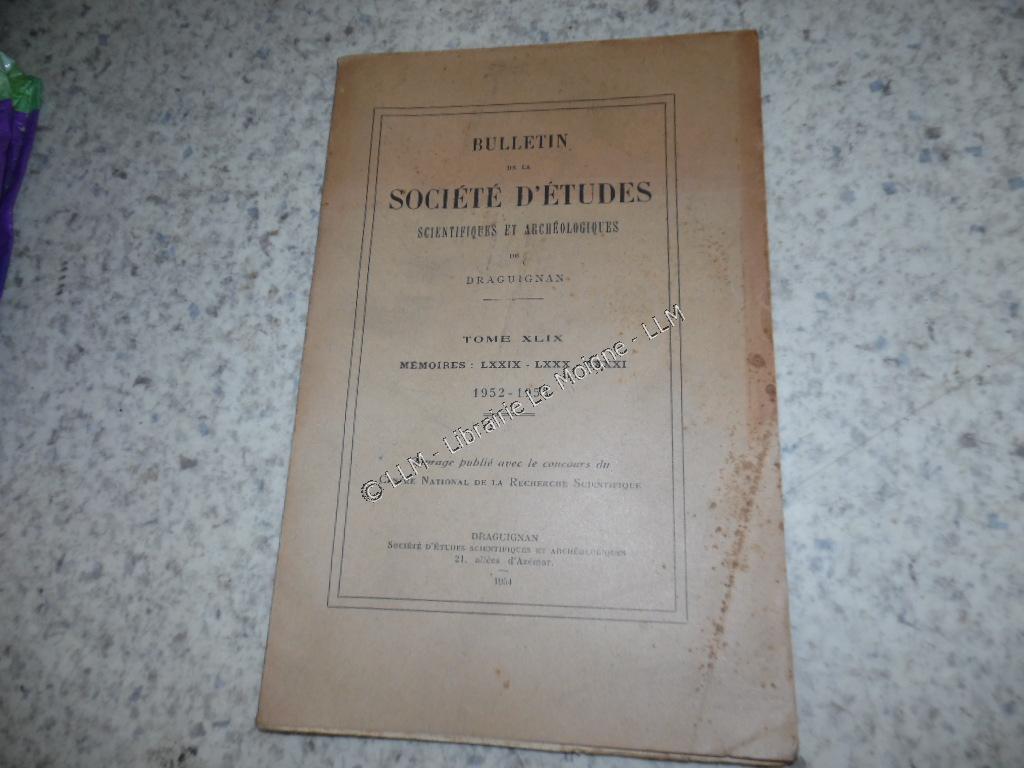 BULLETIN
DE LA
SOCIÉTÉ D'ÉTUDES
SCIENTIFIQUES ET ARCHÉOLOGIQUES
DE
DRAGUIGNAN
TOME XLIX
MÉMOIRES : LXXIX - LXXX
1952-
publié avec le concours du
NATIONAL DE LA RECHERCHE SCIENTIFIQUE
DRAGUIGNAN
SOCIÉTÉ D'ÉTUDES SCIENTIFIQUES ET ARCHÉOLOGIQUES
21, allées d'Azémar.
1954
© LLM - Librairie Le Moigne - LLM